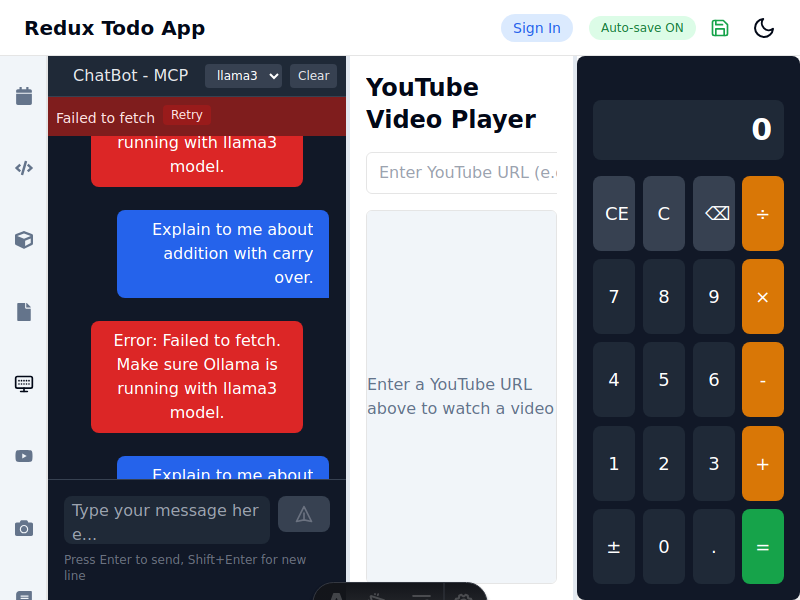 Redux Todo App
Sign In
Auto-save ON
ChatBot - MCP
llama3
Clear
Failed to fetch
Retry
running with llama3
model.
Explain to me about
addition with carry
over.
Error: Failed to fetch.
Make sure Ollama is
running with llama3
model.
Explain to me about
Type your message her
e...
Press Enter to send, Shift+Enter for new
line
YouTube
Video Player
Enter YouTube URL (e.
Enter a YouTube URL
above to watch a video
0
CE C ⌫ ÷
7 8 9 ×
4 5 6 -
1 2 3 +
± 0 . =